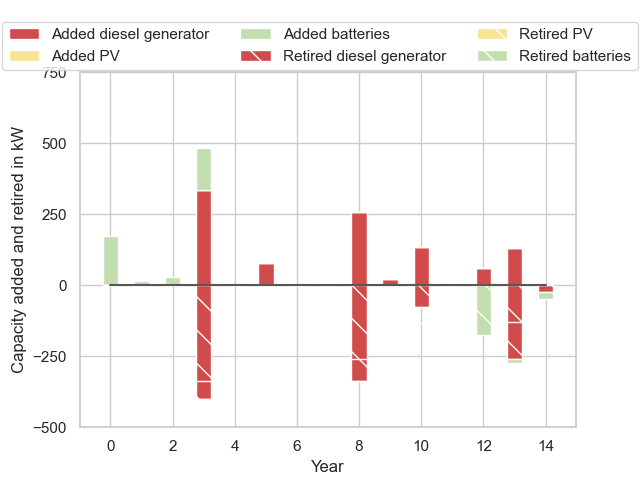 Added diesel generator Added batteries Retired PV
Added PV Retired diesel generator Retired batteries
750
500
250
0
−250
−500
Capacity added and retired in kW
0 2 4 6 8 10 12 14
Year